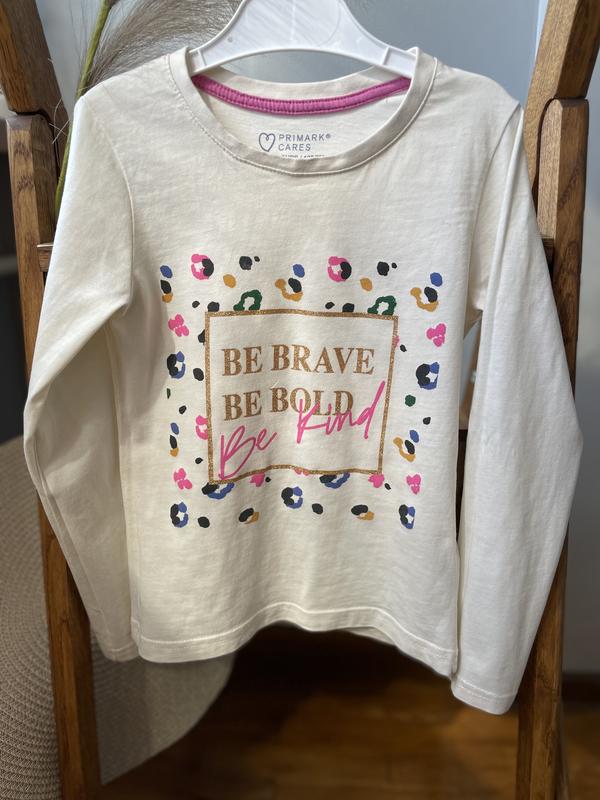 PRIMARK®
CARES
BE BRAVE
BE BOLD
Be Kind